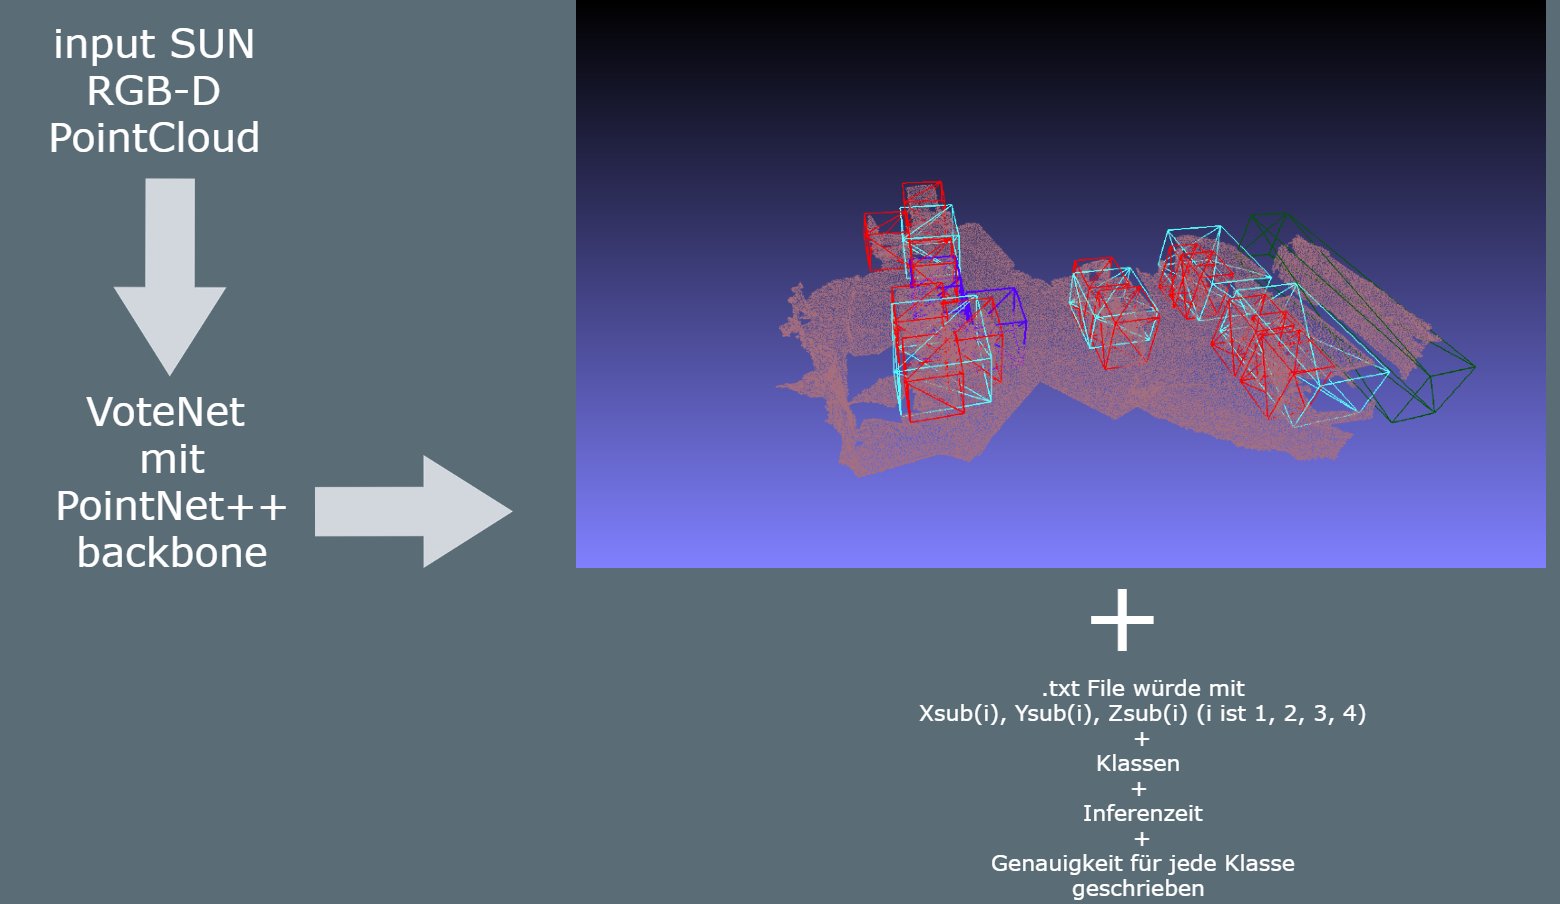 input SUN
RGB-D
PointCloud
VoteNet
mit
PointNet++
backbone
+
.txt File würde mit
Xsub(i), Ysub(i), Zsub(i) (i ist 1, 2, 3, 4)
+
Klassen
+
Inferenzeit
+
Genauigkeit für jede Klasse
geschrieben